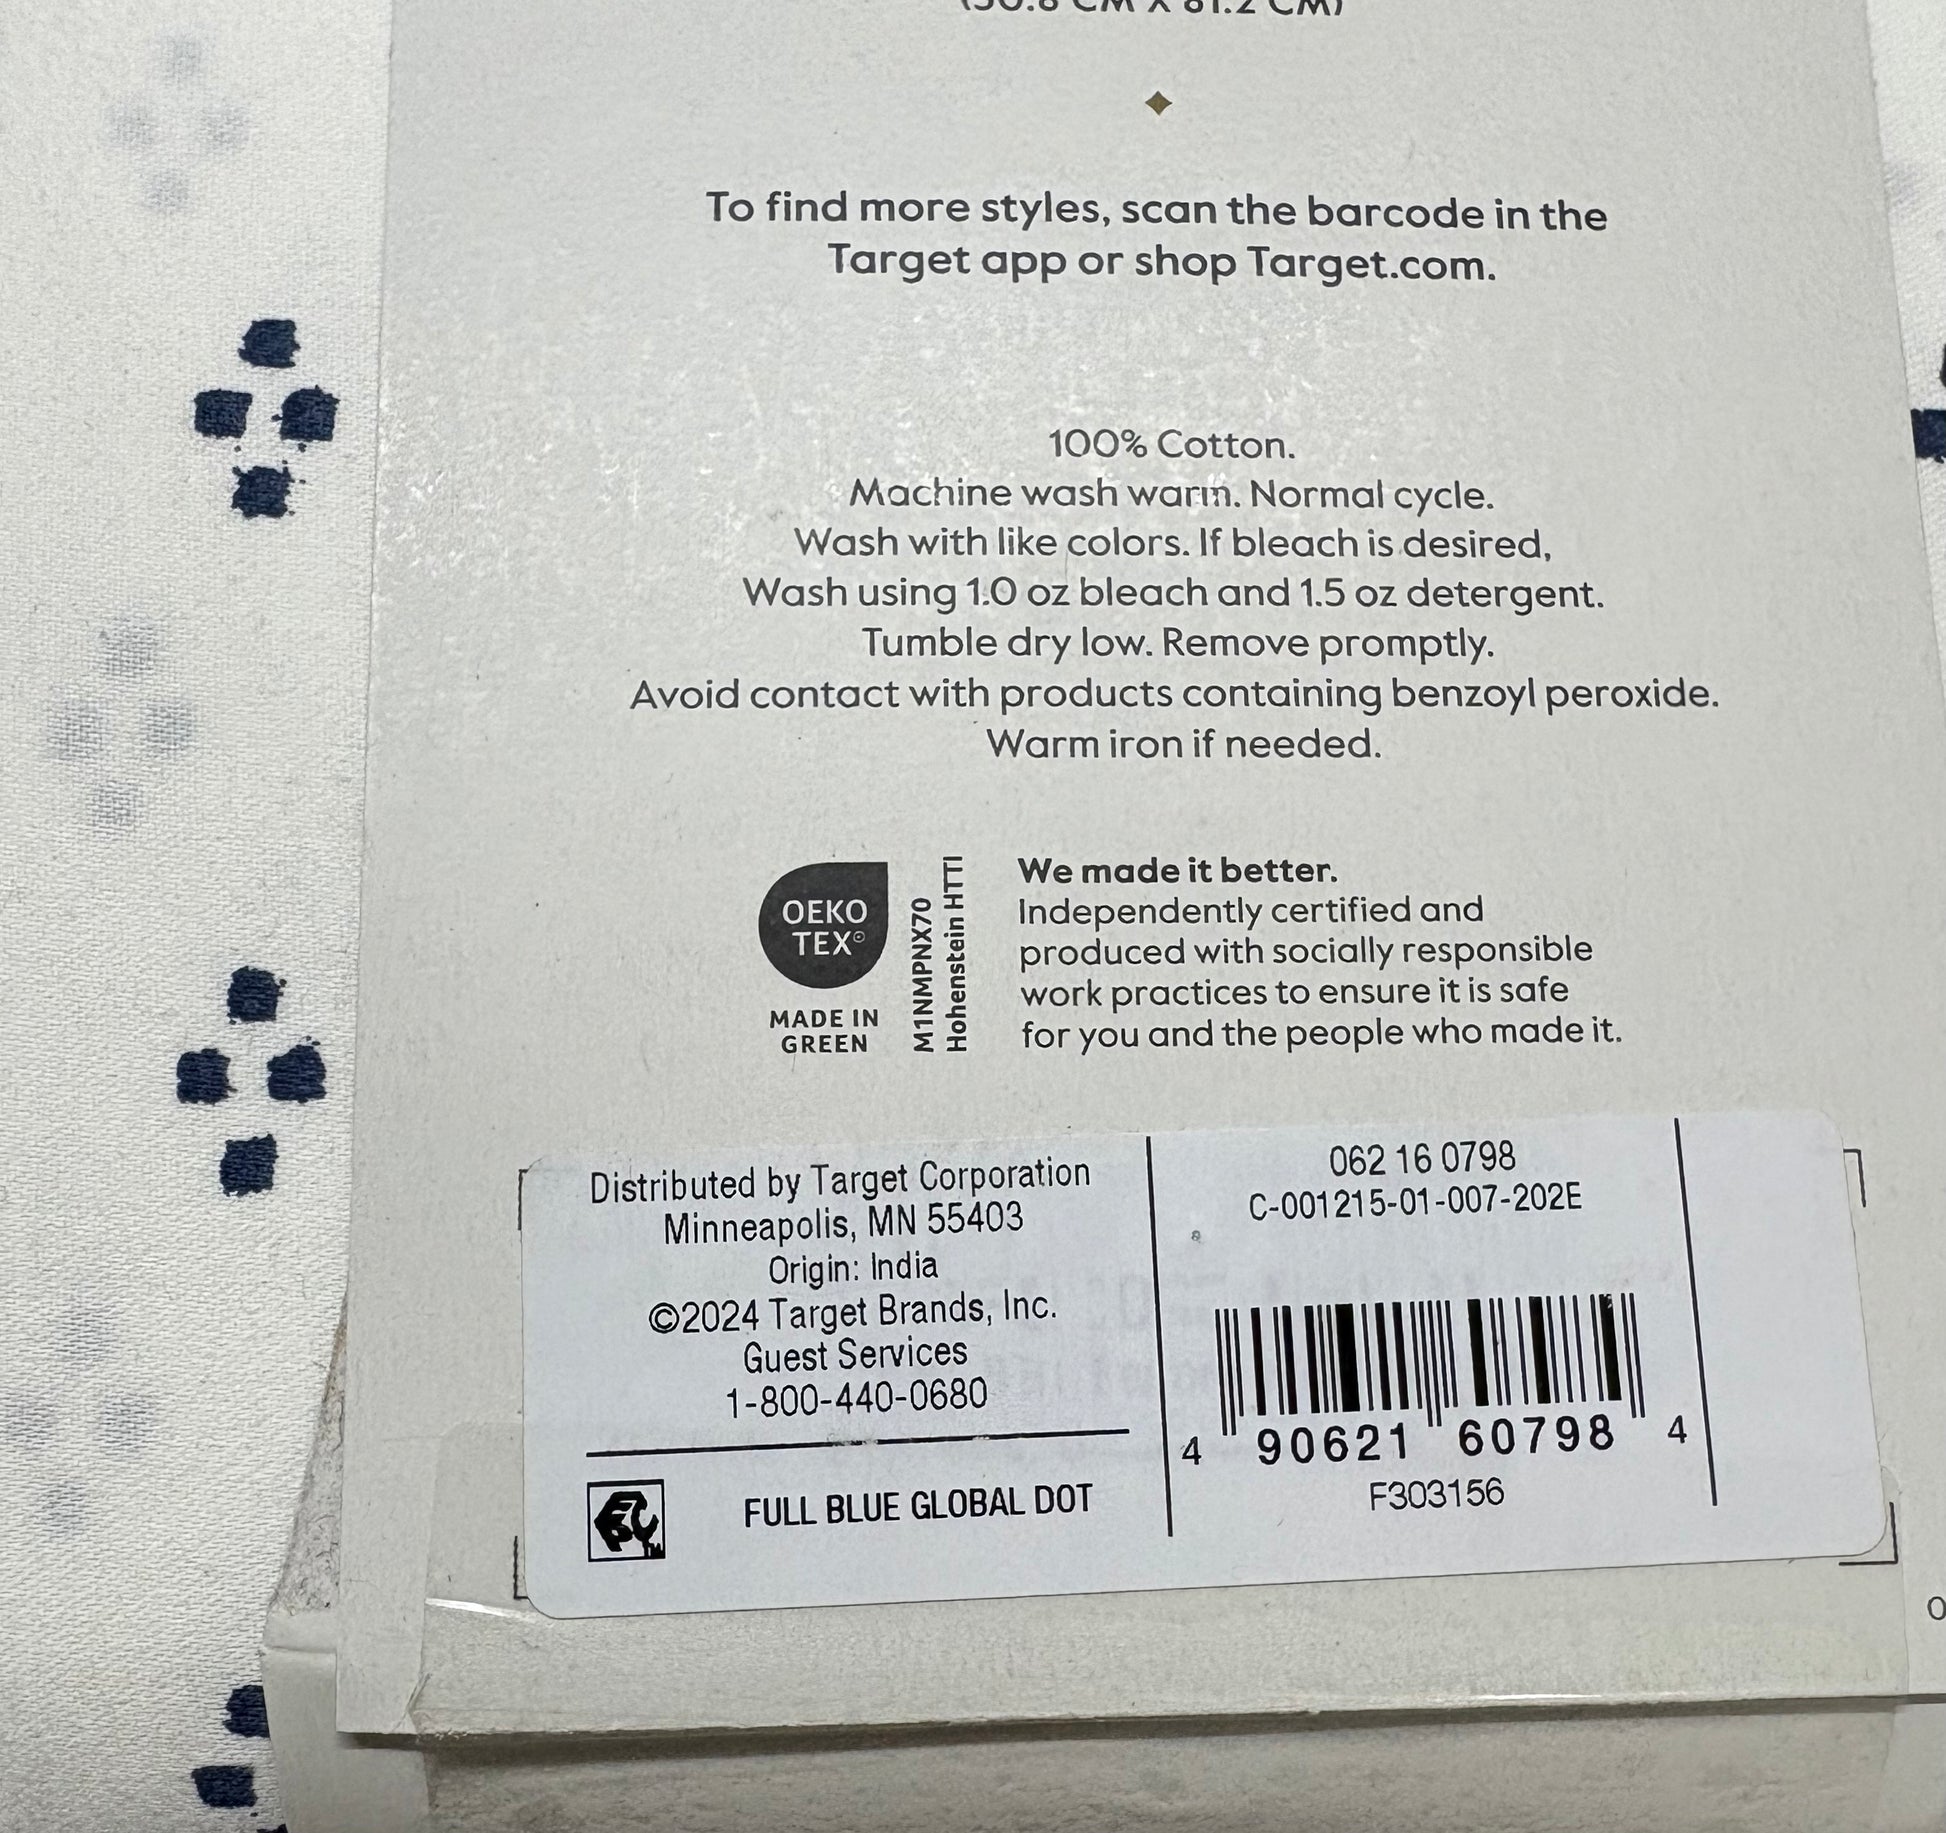 (50.8 CM X 81.2 CM)
To find more styles, scan the barcode in the
Target app or shop Target.com.
100% Cotton.
Machine wash warm. Normal cycle.
Wash with like colors. If bleach is desired,
Wash using 1.0 oz bleach and 1.5 oz detergent.
Tumble dry low. Remove promptly.
Avoid contact with products containing benzoyl peroxide.
Warm iron if needed.
OEKO
TEX®
MADE IN
GREEN
M1NMPNX70
Hohenstein HTTI
We made it better.
Independently certified and
produced with socially responsible
work practices to ensure it is safe
for you and the people who made it.
Distributed by Target Corporation
Minneapolis, MN 55403
Origin: India
©2024 Target Brands, Inc.
Guest Services
1-800-440-0680
FULL BLUE GLOBAL DOT
062 16 0798
C-001215-01-007-202E
4 90621 60798 4
F303156